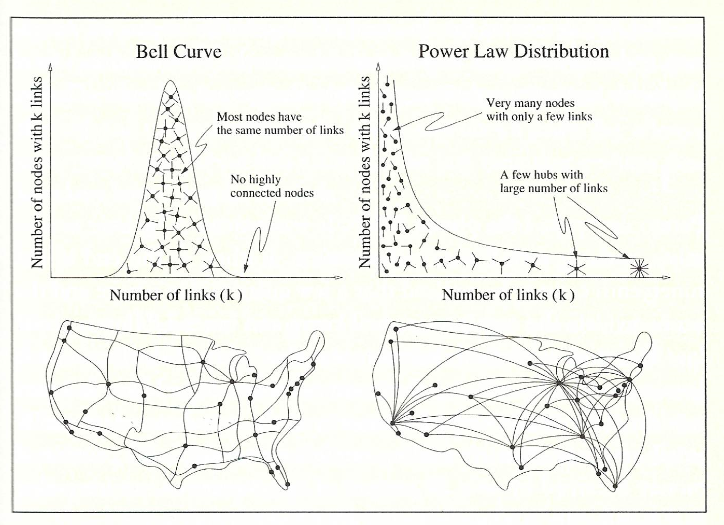 Bell Curve
Number of nodes with k links
Most nodes have
the same number of links
No highly
connected nodes
Number of links (k)
Power Law Distribution
Number of nodes with k links
Very many nodes
with only a few links
A few hubs with
large number of links
Number of links (k)